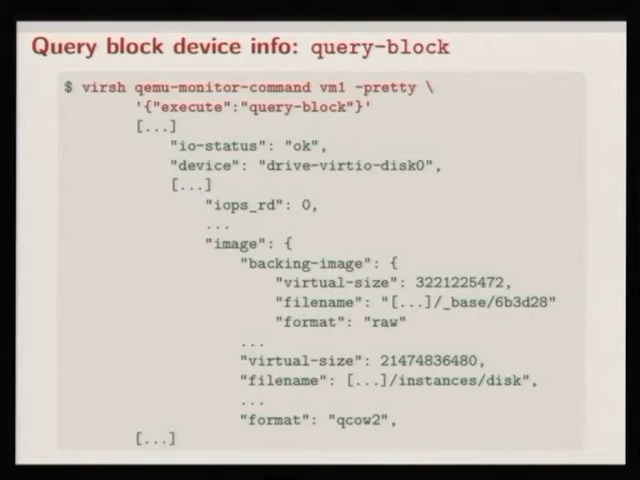 Query block device info: query-block
$ virsh qemu-monitor-command vm1 -pretty \
'{"execute":"query-block"}'
[...]
"io-status": "ok",
"device": "drive-virtio-disk0",
[...]
"iops_rd": 0,
...
"image": {
"backing-image": {
"virtual-size": 3221225472,
"filename": "[...]/_base/6b3d28"
"format": "raw"
...
"virtual-size": 21474836480,
"filename": [...]/instances/disk",
...
"format": "qcow2",
[...]